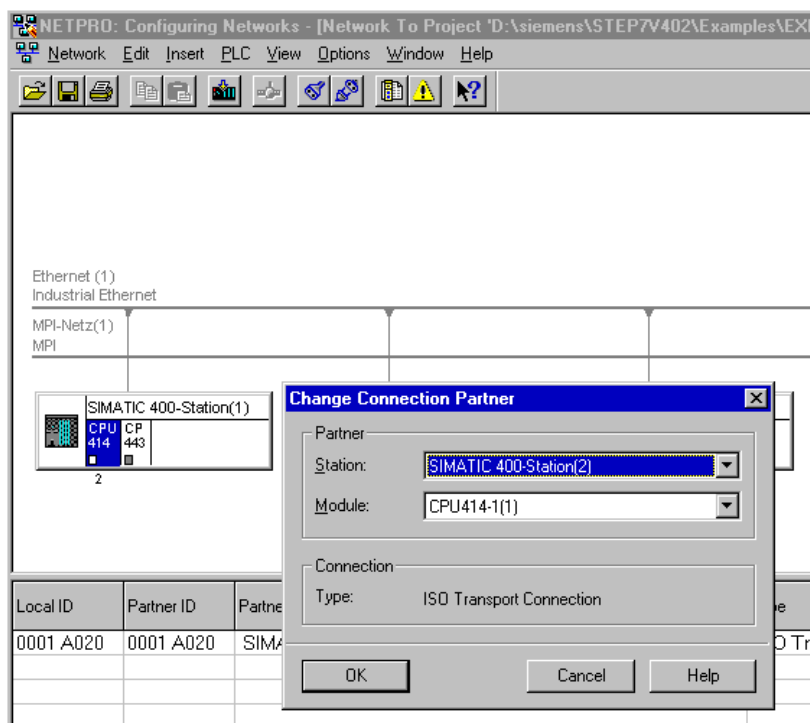 NETPRO: Configuring Networks - [Network To Project 'D:\siemens\STEP7V402\Examples\EX
Network Edit Insert PLC View Options Window Help
Ethernet (1)
Industrial Ethernet
MPI-Netz(1)
MPI
SIMATIC 400-Station(1)
CPU CP
414 443
2
Change Connection Partner
Partner
Station: SIMATIC 400-Station(2)
Module: CPU414-1(1)
Connection
Type: ISO Transport Connection
OK Cancel Help
Local ID Partner ID Partne
0001 A020 0001 A020 SIMA